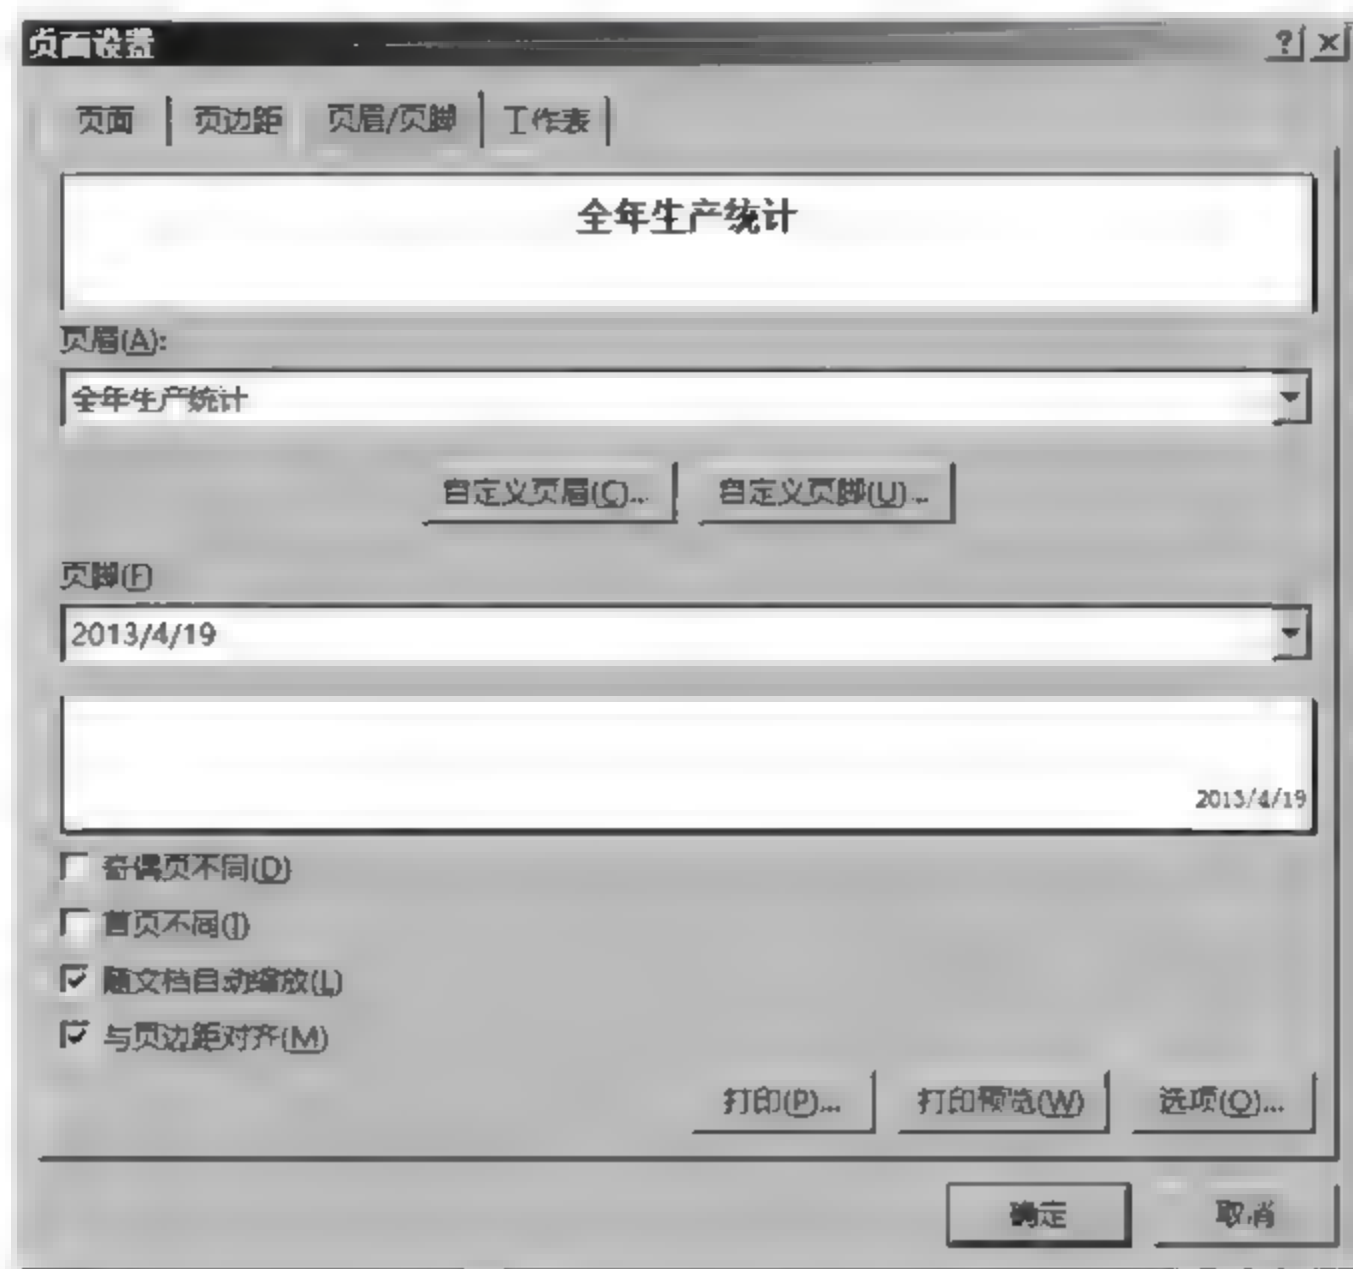 页面设置
页面 页边距 页眉/页脚 工作表
全年生产统计
页眉(A):
全年生产统计
自定义页眉(C)... 自定义页脚(U)...
页脚(F)
2013/4/19
2013/4/19
奇偶页不同(D)
首页不同(I)
随文档自动缩放(L)
与页边距对齐(M)
打印(P)... 打印预览(W) 选项(O)...
确定 取消